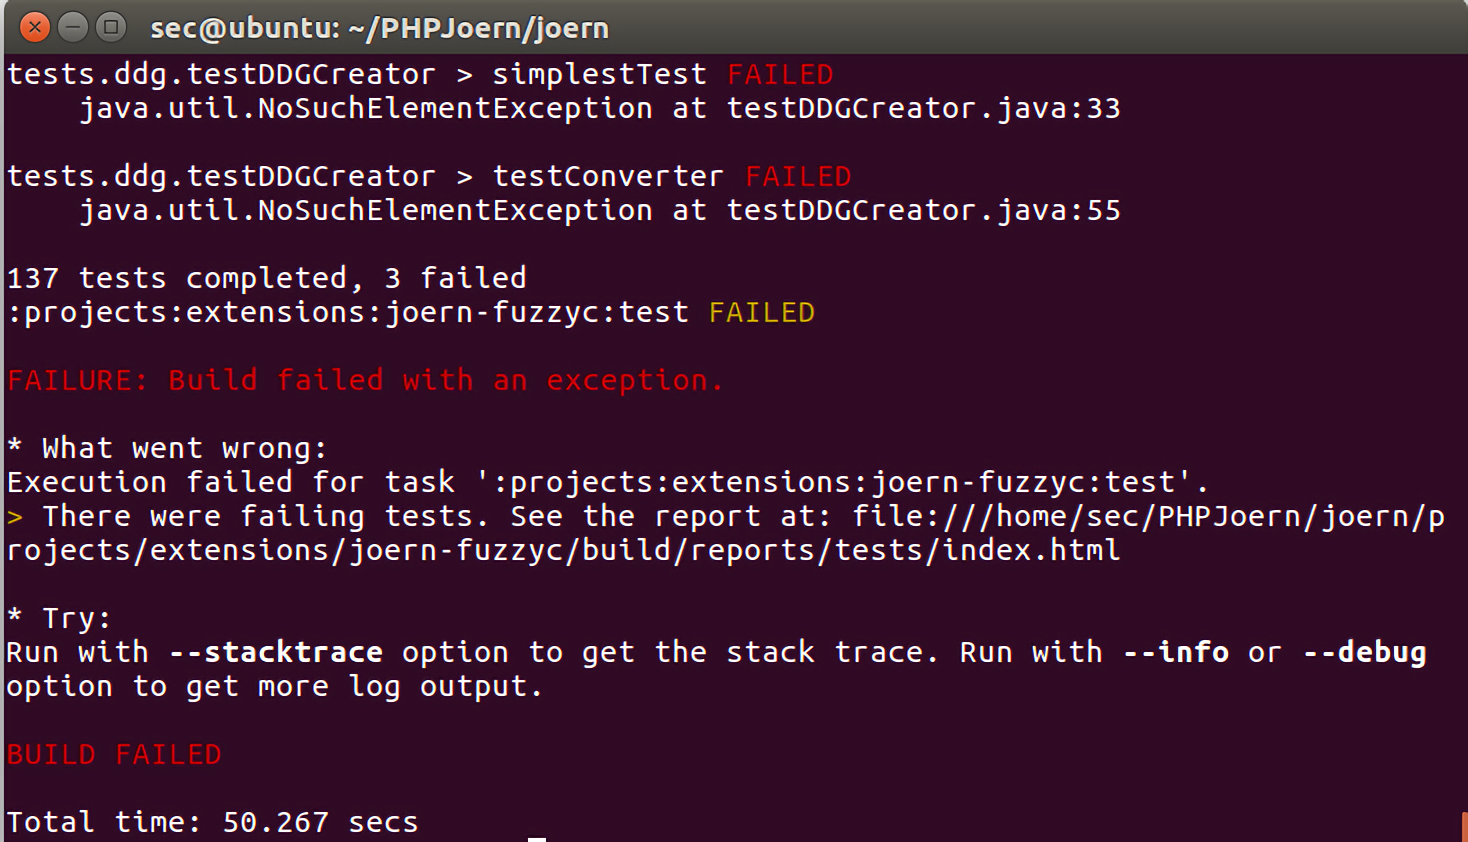 sec@ubuntu: ~/PHPJoern/joern
tests.ddg.testDDGCreator > simplestTest FAILED
    java.util.NoSuchElementException at testDDGCreator.java:33
tests.ddg.testDDGCreator > testConverter FAILED
    java.util.NoSuchElementException at testDDGCreator.java:55
137 tests completed, 3 failed
:projects:extensions:joern-fuzzyc:test FAILED
FAILURE: Build failed with an exception.
* What went wrong:
Execution failed for task ':projects:extensions:joern-fuzzyc:test'.
> There were failing tests. See the report at: file:///home/sec/PHPJoern/joern/p
rojects/extensions/joern-fuzzyc/build/reports/tests/index.html
* Try:
Run with --stacktrace option to get the stack trace. Run with --info or --debug
option to get more log output.
BUILD FAILED
Total time: 50.267 secs